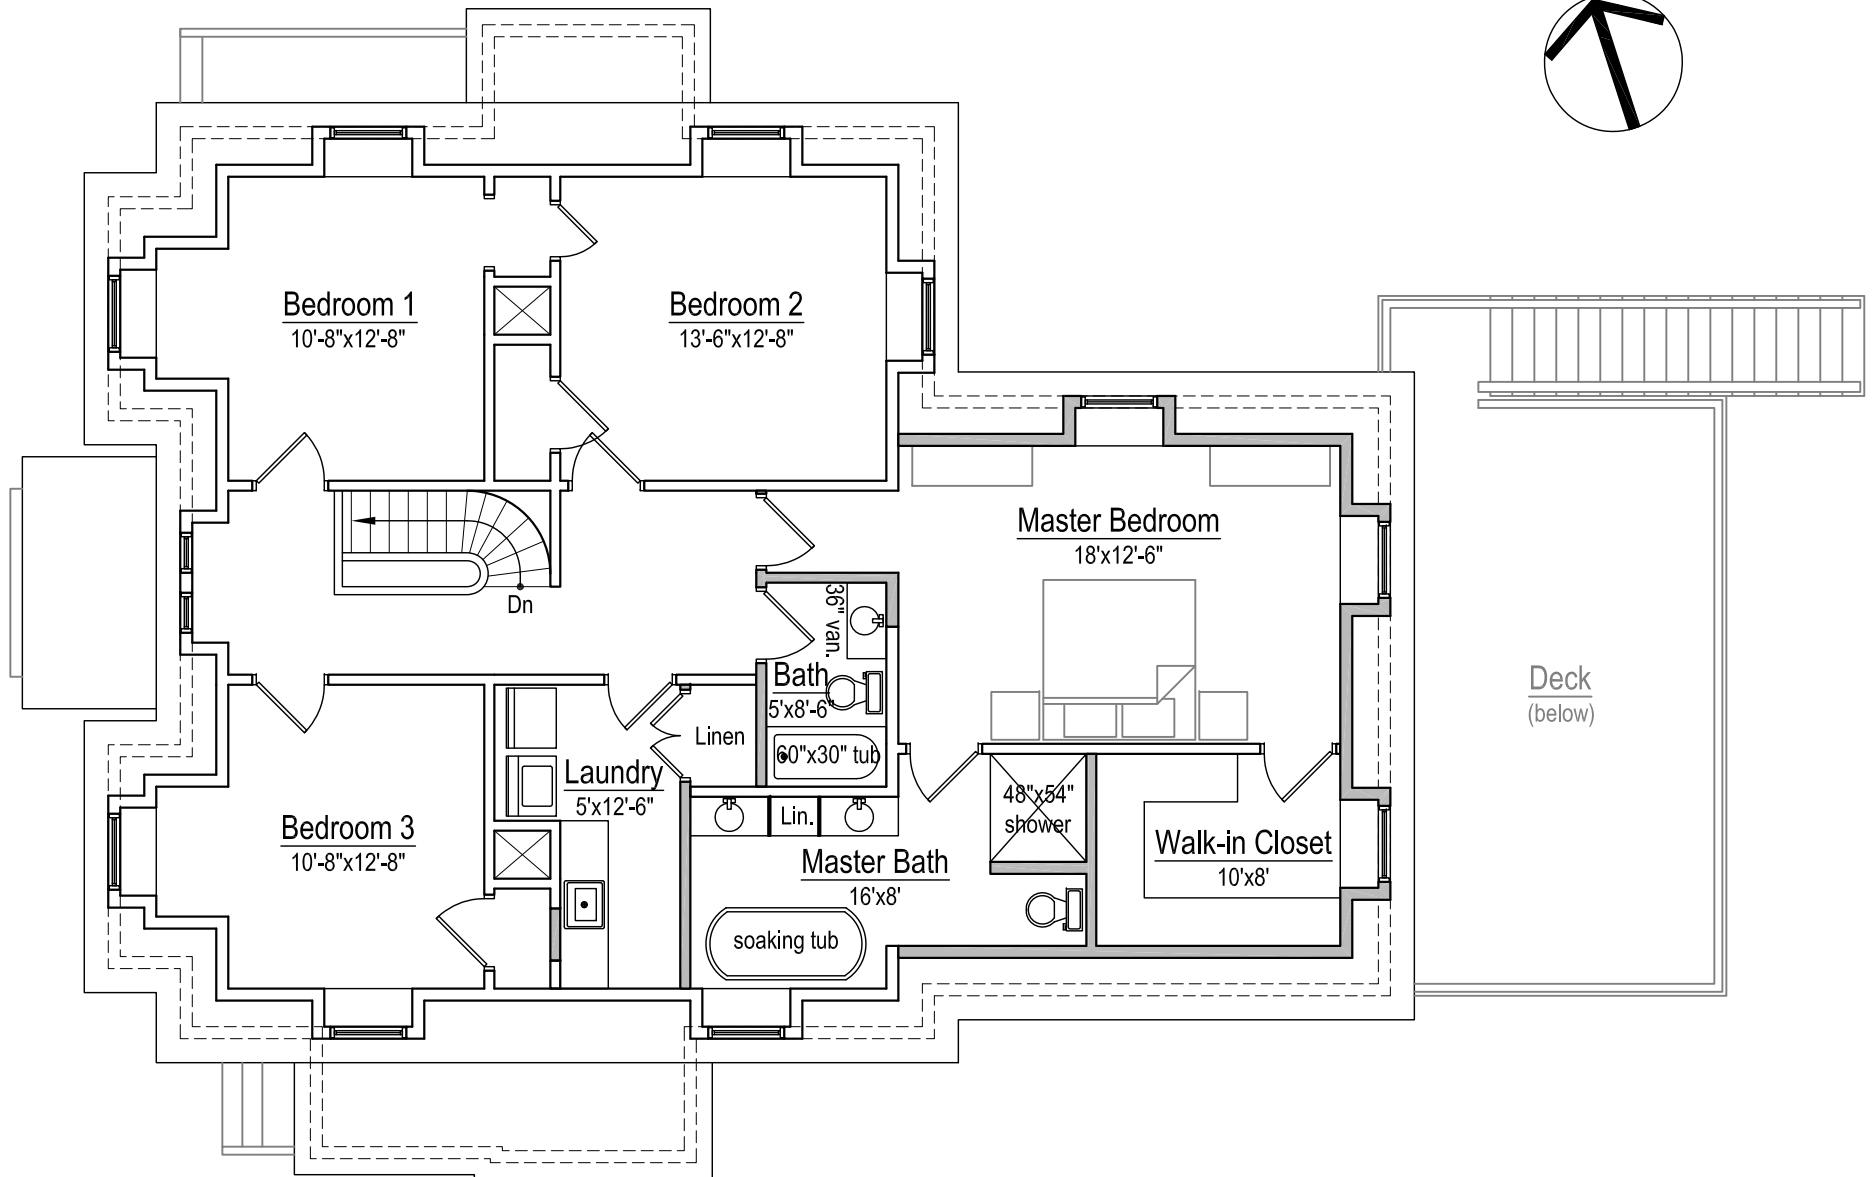 Bedroom 1
10'-8"x12'-8"
Bedroom 2
13'-6"x12'-8"
Master Bedroom
18'x12'-6"
Dn
36" van.
Bath
5'x8'-6"
60"x30" tub
Linen
Laundry
5'x12'-6"
Bedroom 3
10'-8"x12'-8"
Lin.
48"x54"
shower
Master Bath
16'x8'
soaking tub
Walk-in Closet
10'x8'
Deck
(below)